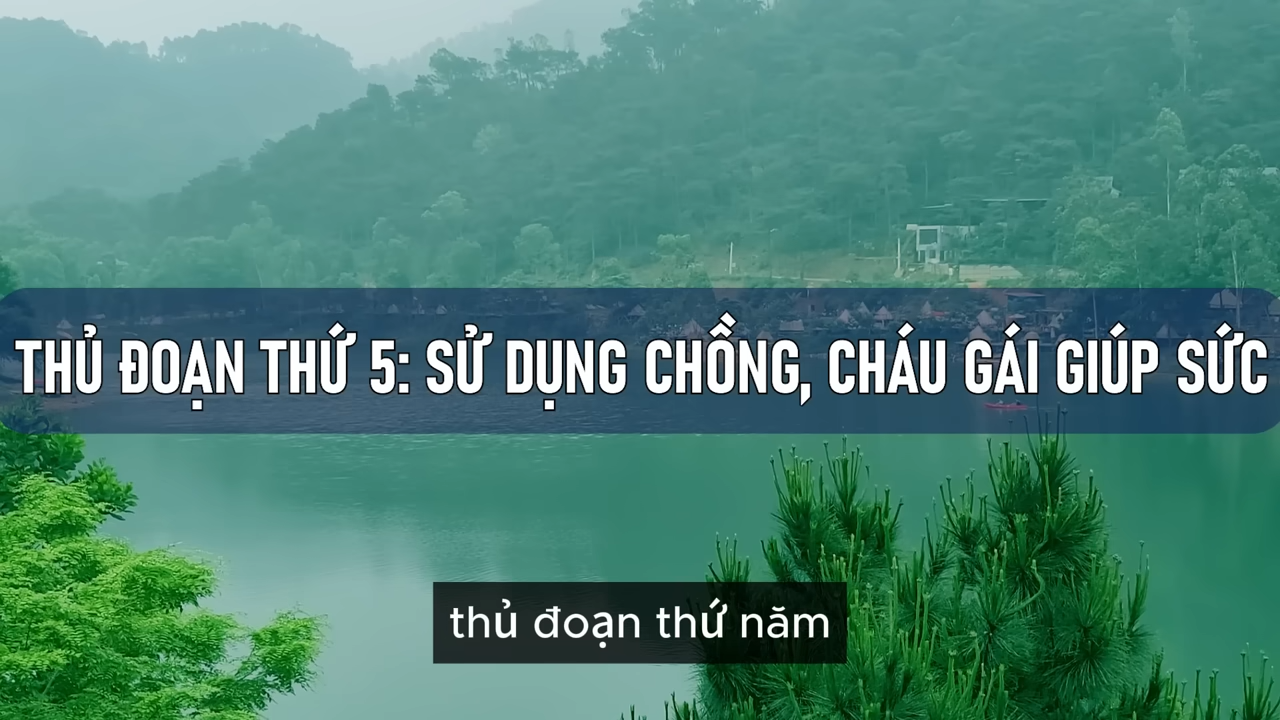 THỦ ĐOẠN THỨ 5: SỬ DỤNG CHỒNG, CHÁU GÁI GIÚP SỨC
thủ đoạn thứ năm